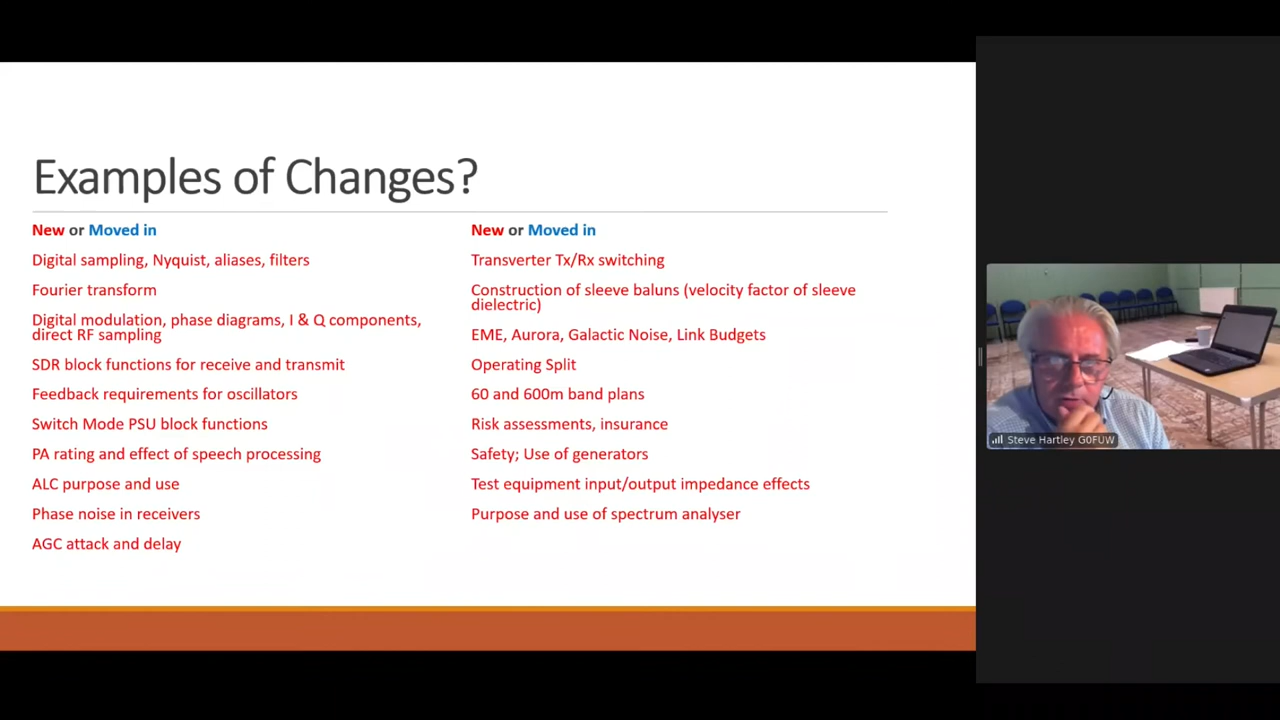 Examples of Changes?
New or Moved in
Digital sampling, Nyquist, aliases, filters
Fourier transform
Digital modulation, phase diagrams, I & Q components,
direct RF sampling
SDR block functions for receive and transmit
Feedback requirements for oscillators
Switch Mode PSU block functions
PA rating and effect of speech processing
ALC purpose and use
Phase noise in receivers
AGC attack and delay
New or Moved in
Transverter Tx/Rx switching
Construction of sleeve baluns (velocity factor of sleeve
dielectric)
EME, Aurora, Galactic Noise, Link Budgets
Operating Split
60 and 600m band plans
Risk assessments, insurance
Safety; Use of generators
Test equipment input/output impedance effects
Purpose and use of spectrum analyser
Steve Hartley G0FUW